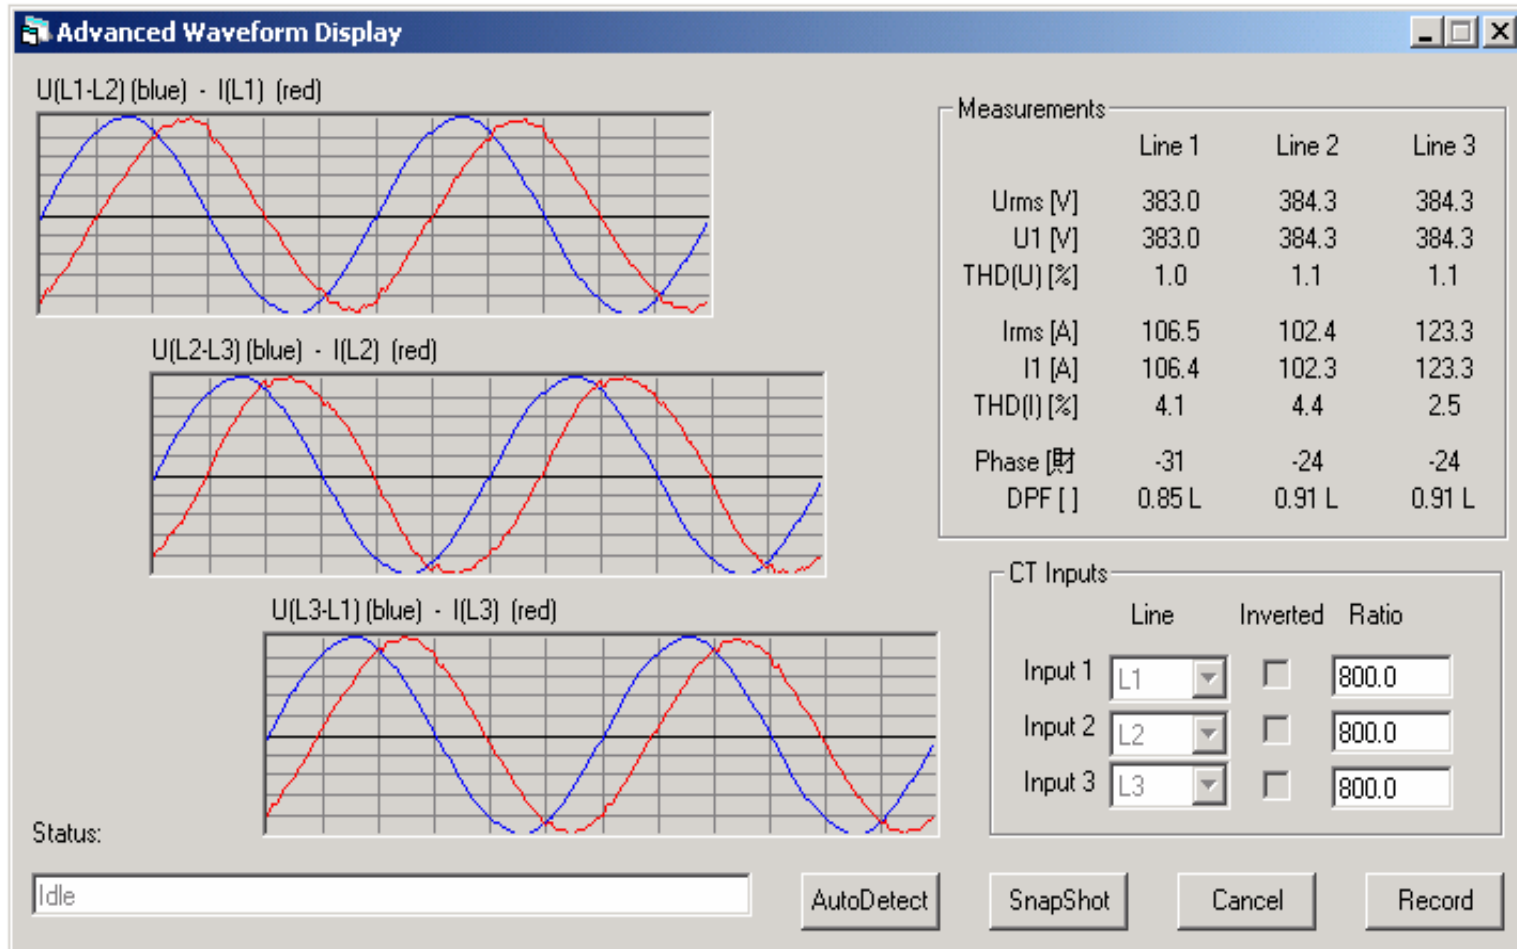 Advanced Waveform Display
U(L1-L2) (blue) - I(L1) (red)
U(L2-L3) (blue) - I(L2) (red)
U(L3-L1) (blue) - I(L3) (red)
Measurements
Line 1 Line 2 Line 3
Urms [V] 383.0 384.3 384.3
U1 [V] 383.0 384.3 384.3
THD(U) [%] 1.0 1.1 1.1
Irms [A] 106.5 102.4 123.3
I1 [A] 106.4 102.3 123.3
THD(I) [%] 4.1 4.4 2.5
Phase [財 -31 -24 -24
DPF [ ] 0.85 L 0.91 L 0.91 L
CT Inputs
Line Inverted Ratio
Input 1 L1 800.0
Input 2 L2 800.0
Input 3 L3 800.0
Status:
Idle
AutoDetect SnapShot Cancel Record